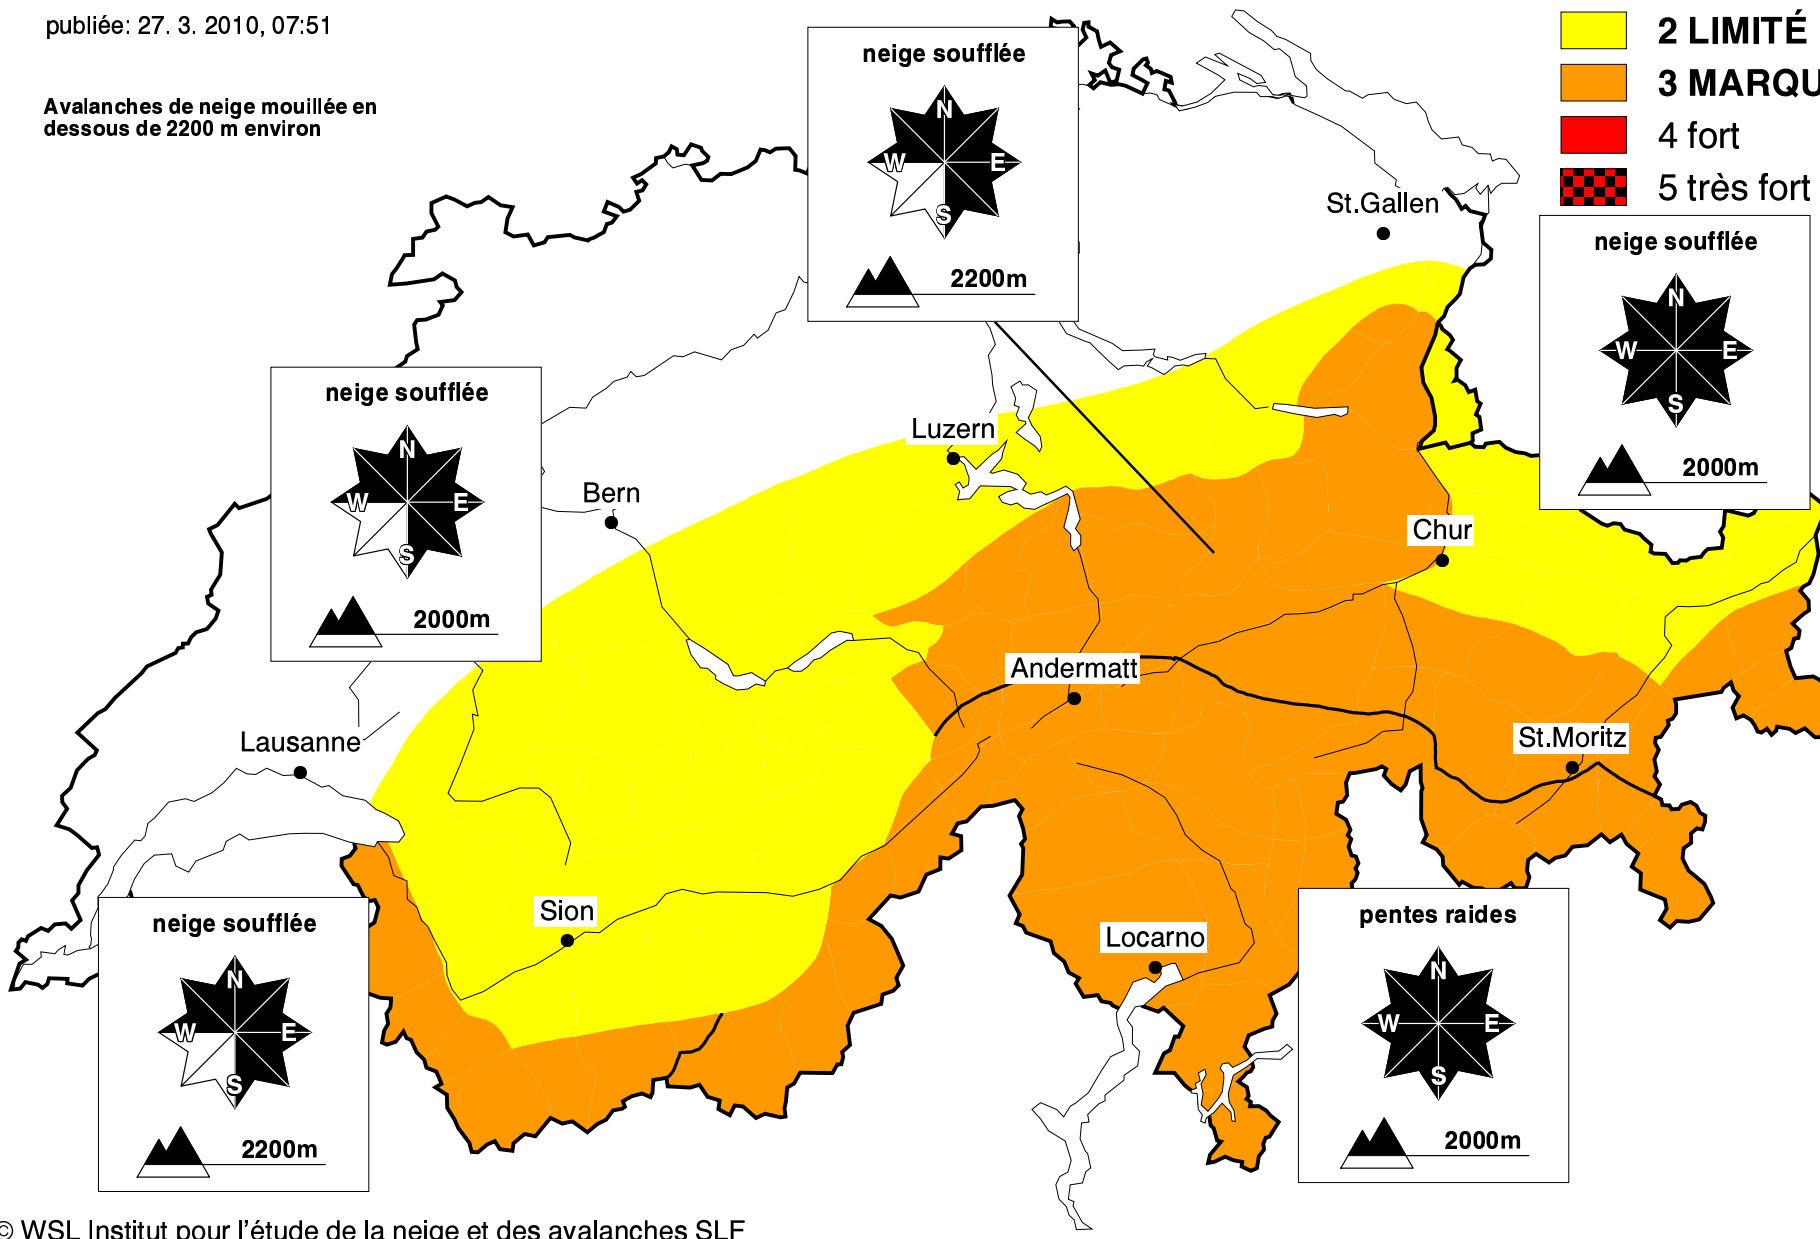 publiée: 27. 3. 2010, 07:51
Avalanches de neige mouillée en
dessous de 2200 m environ
2 LIMITÉ
3 MARQU
4 fort
5 très fort
neige soufflée
N
W E
S
2200m
neige soufflée
N
W E
S
2000m
neige soufflée
N
W E
S
2000m
neige soufflée
N
W E
S
2200m
pentes raides
N
W E
S
2000m
St.Gallen
Luzern
Bern
Chur
Andermatt
Lausanne
St.Moritz
Sion
Locarno
© WSL Institut pour l'étude de la neige et des avalanches SLF